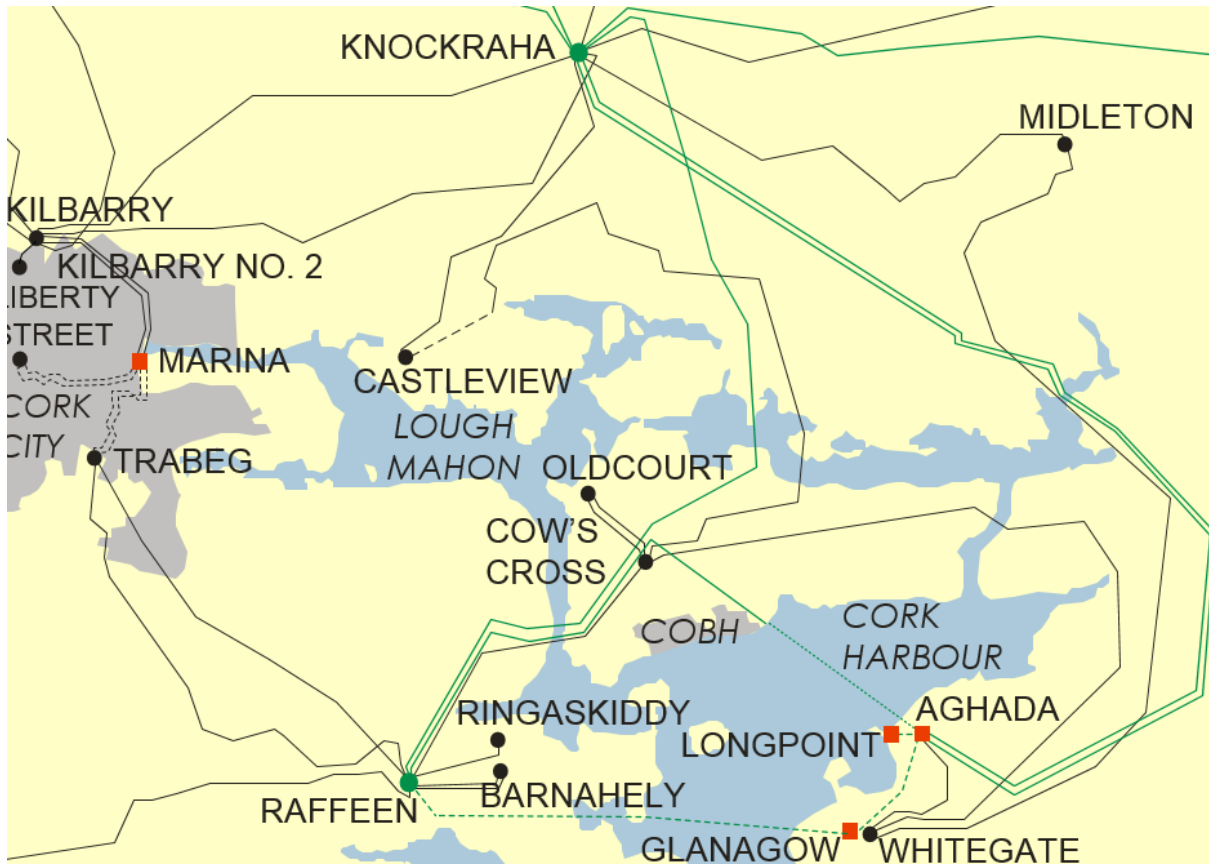 KNOCKRAHA
MIDLETON
KILBARRY
KILBARRY NO. 2
LIBERTY
STREET
MARINA
CASTLEVIEW
CORK
CITY
LOUGH
MAHON
OLDCOURT
TRABEG
COW'S
CROSS
COBH
CORK
HARBOUR
RINGASKIDDY
AGHADA
LONGPOINT
BARNAHELY
RAFFEEN
GLANAGOW
WHITEGATE